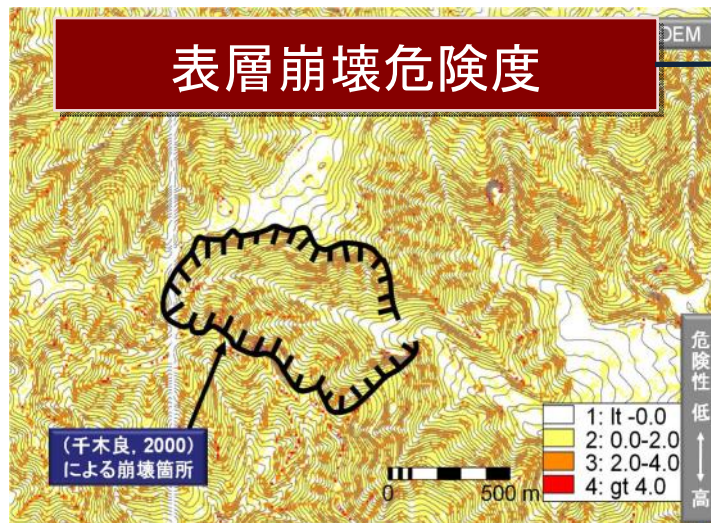 表層崩壊危険度
DEM
危険性
低
高
1: lt -0.0
2: 0.0-2.0
3: 2.0-4.0
4: gt 4.0
(千木良, 2000)
による崩壊箇所
0 500 m